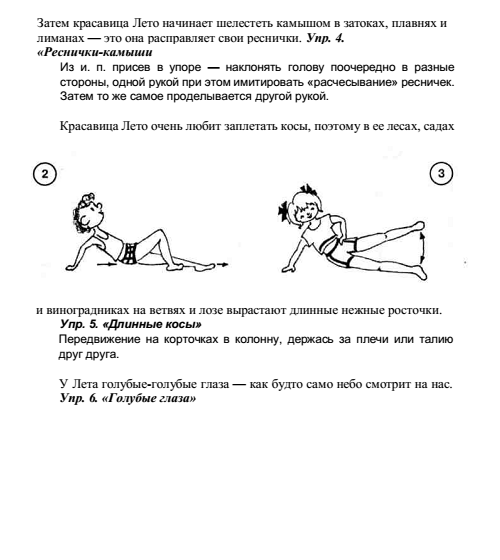 Затем красавица Лето начинает шелестеть камышом в затоках, плавнях и
лиманах — это она расправляет свои реснички. Упр. 4.
«Реснички-камыши
Из и. п. присев в упоре — наклонять голову поочередно в разные
стороны, одной рукой при этом имитировать «расчесывание» ресничек.
Затем то же самое проделывается другой рукой.
Красавица Лето очень любит заплетать косы, поэтому в ее лесах, садах
2
3
и виноградниках на ветвях и лозе вырастают длинные нежные росточки.
Упр. 5. «Длинные косы»
Передвижение на корточках в колонну, держась за плечи или талию
друг друга.
У Лета голубые-голубые глаза — как будто само небо смотрит на нас.
Упр. 6. «Голубые глаза»